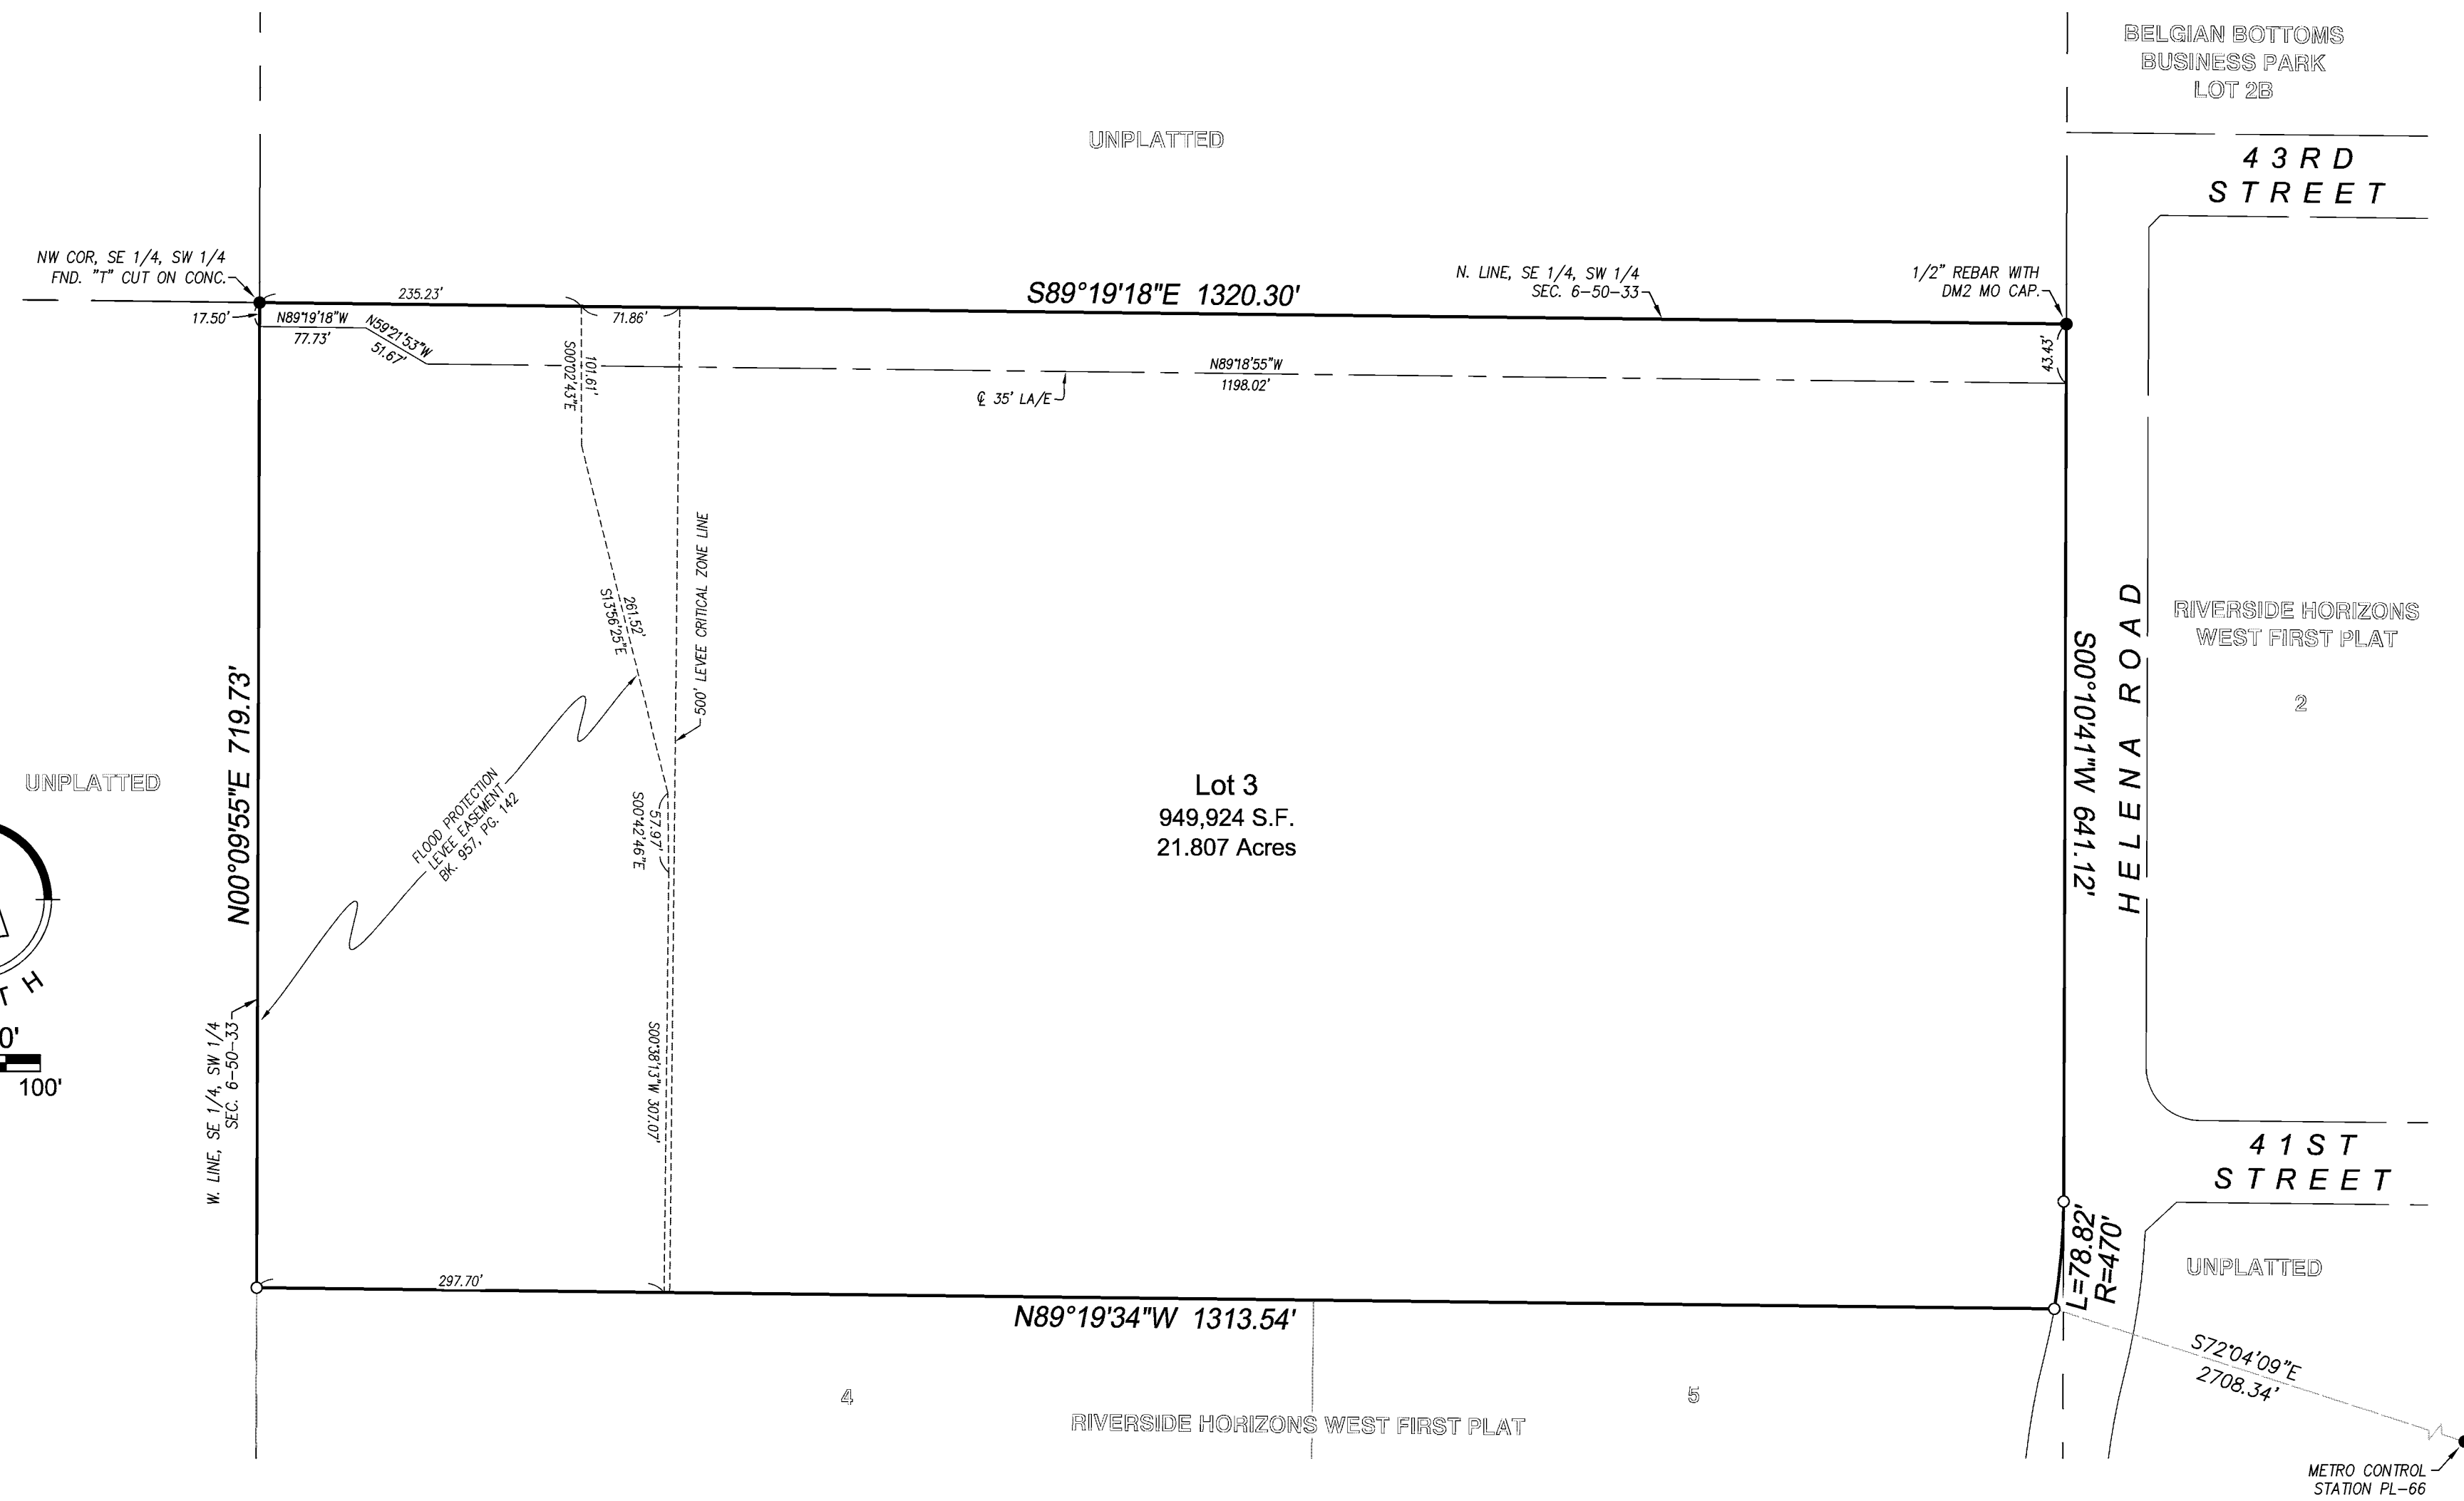 BELGIAN BOTTOMS
BUSINESS PARK
LOT 2B
UNPLATTED
43RD
STREET
NW COR, SE 1/4, SW 1/4
FND. "T" CUT ON CONC.
235.23'
S89°19'18"E 1320.30'
N. LINE, SE 1/4, SW 1/4
SEC. 6-50-33
1/2" REBAR WITH
DM2 MO CAP.
17.50'
N89°19'18"W
77.73'
N59°21'53"W
51.67'
71.86'
101.61'
S00°02'43"E
N89°18'55"W
1198.02'
℄ 35' LA/E
43.43'
500' LEVEE CRITICAL ZONE LINE
261.52'
S13°56'25"E
RIVERSIDE HORIZONS
WEST FIRST PLAT
2
HELENA ROAD
S00°10'41"W 641.12'
N00°09'55"E 719.73'
UNPLATTED
FLOOD PROTECTION
LEVEE EASEMENT
BK. 957, PG. 142
57.97'
S00°42'46"E
Lot 3
949,924 S.F.
21.807 Acres
T H
0'
100'
W. LINE, SE 1/4, SW 1/4
SEC. 6-50-33
S00°38'13"W 307.07'
41ST
STREET
L=78.82'
R=470'
UNPLATTED
297.70'
N89°19'34"W 1313.54'
S72°04'09"E
2708.34'
4
5
RIVERSIDE HORIZONS WEST FIRST PLAT
METRO CONTROL
STATION PL-66